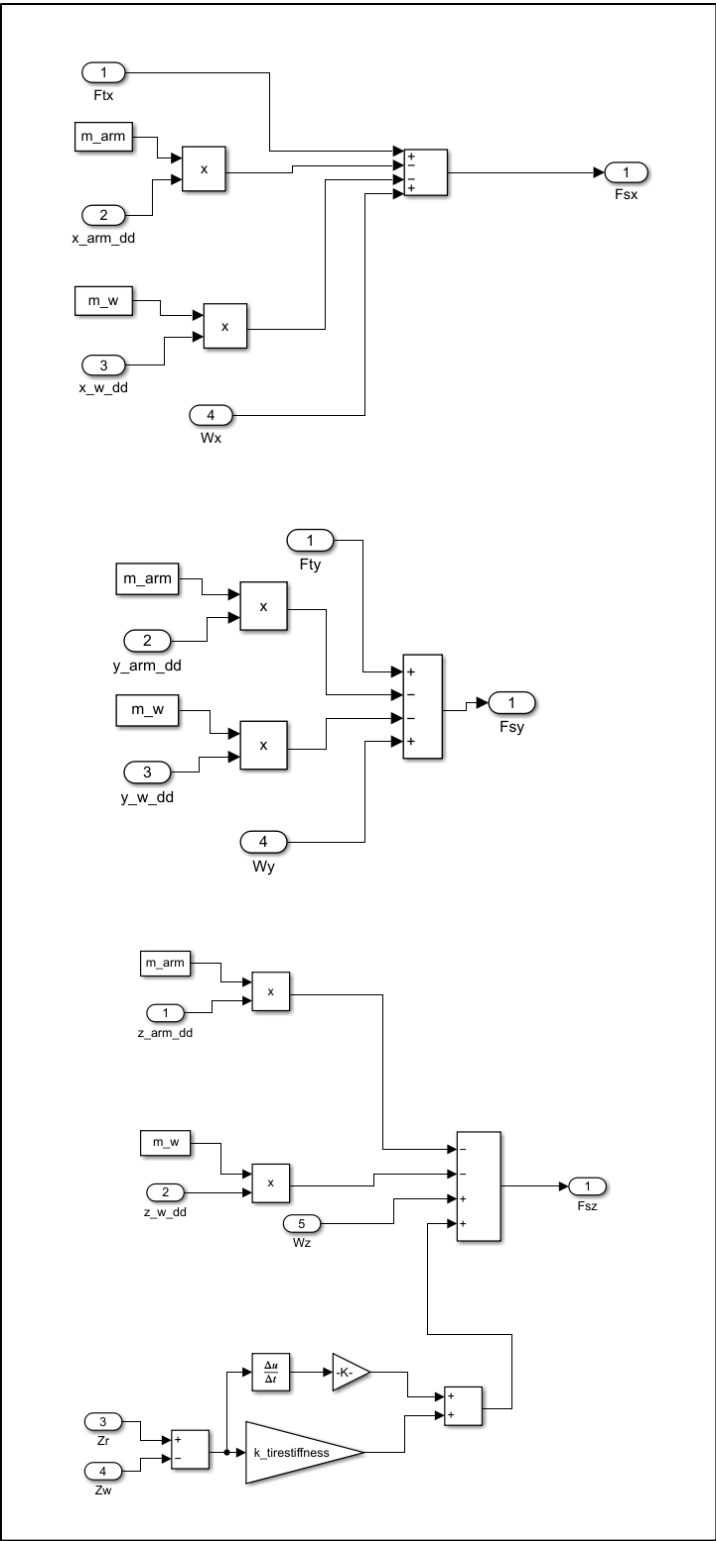 1
Ftx
m_arm
x
2
x_arm_dd
+
−
−
+
1
Fsx
m_w
x
3
x_w_dd
4
Wx
1
Fty
m_arm
x
2
y_arm_dd
m_w
x
3
y_w_dd
+
−
−
+
1
Fsy
4
Wy
m_arm
x
1
z_arm_dd
m_w
x
2
z_w_dd
5
Wz
−
−
+
+
1
Fsz
Δu
Δt
-K-
+
+
3
Zr
+
−
k_tirestiffness
4
Zw